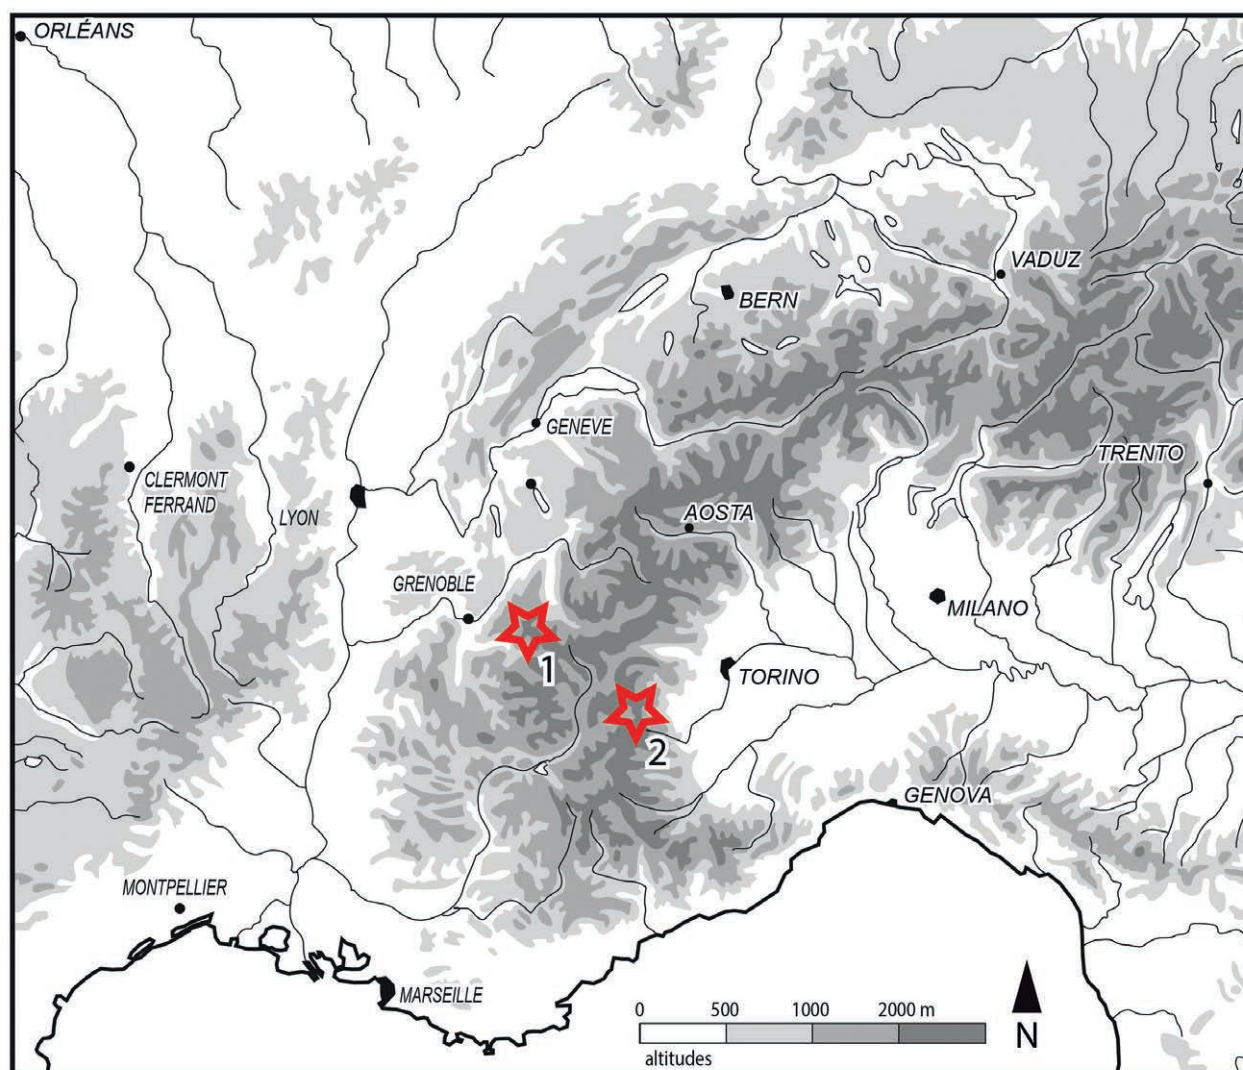 ORLÉANS
VADUZ
BERN
GENEVE
TRENTO
CLERMONT
FERRAND
LYON
AOSTA
GRENOBLE
MILANO
1
TORINO
2
GENOVA
MONTPELLIER
MARSEILLE
0 500 1000 2000 m
altitudes
N